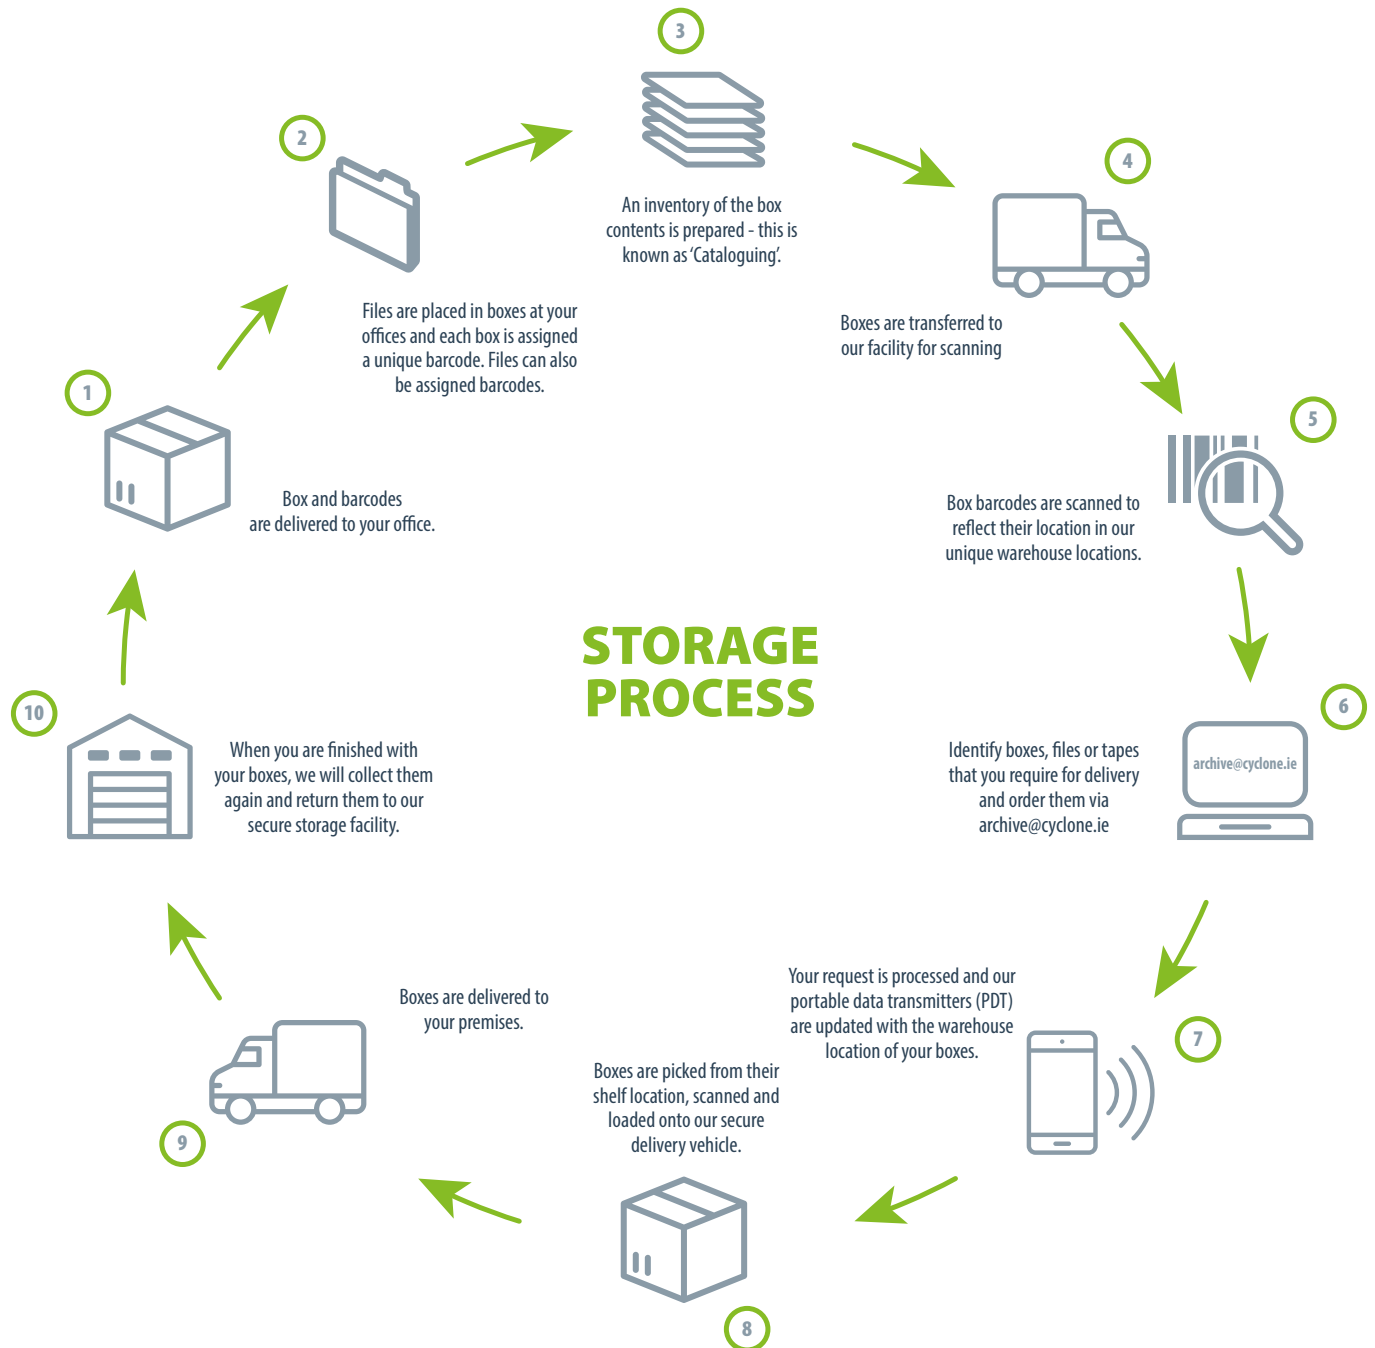 1
Box and barcodes
are delivered to your office.
2
Files are placed in boxes at your
offices and each box is assigned
a unique barcode. Files can also
be assigned barcodes.
3
An inventory of the box
contents is prepared - this is
known as ‘Cataloguing’.
4
Boxes are transferred to
our facility for scanning
5
Box barcodes are scanned to
reflect their location in our
unique warehouse locations.
STORAGE
PROCESS
6
archive@cyclone.ie
Identify boxes, files or tapes
that you require for delivery
and order them via
archive@cyclone.ie
7
Your request is processed and our
portable data transmitters (PDT)
are updated with the warehouse
location of your boxes.
8
Boxes are picked from their
shelf location, scanned and
loaded onto our secure
delivery vehicle.
9
Boxes are delivered to
your premises.
10
When you are finished with
your boxes, we will collect them
again and return them to our
secure storage facility.